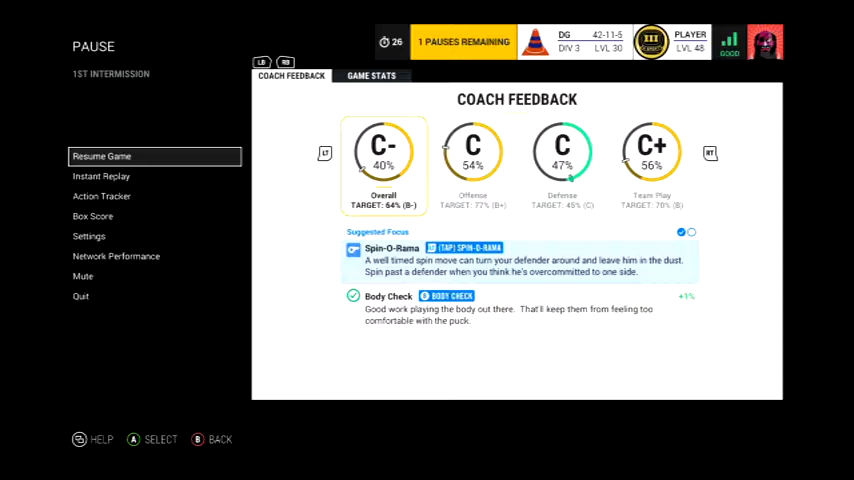 PAUSE
1ST INTERMISSION
26
1 PAUSES REMAINING
DG 42-11-5
DIV 3 LVL 30
III
PLAYER
LVL 48
GOOD
LB RB
COACH FEEDBACK GAME STATS
COACH FEEDBACK
LT
C-
40%
Overall
TARGET: 64% (B-)
C
54%
Offense
TARGET: 77% (B+)
C
47%
Defense
TARGET: 45% (C)
C+
56%
Team Play
TARGET: 70% (B)
RT
Resume Game
Instant Replay
Action Tracker
Box Score
Settings
Network Performance
Mute
Quit
Suggested Focus
Spin-O-Rama (TAP) SPIN-O-RAMA
A well timed spin move can turn your defender around and leave him in the dust.
Spin past a defender when you think he's overcommitted to one side.
Body Check B BODY CHECK +1%
Good work playing the body out there. That'll keep them from feeling too
comfortable with the puck.
HELP A SELECT B BACK